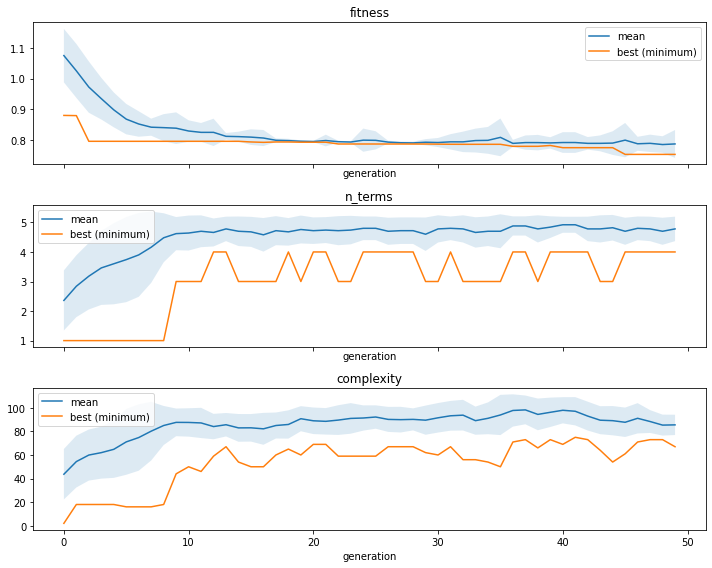 fitness
mean
best (minimum)
1.1
1.0
0.9
0.8
generation
n_terms
mean
best (minimum)
5
4
3
2
1
generation
complexity
mean
best (minimum)
100
80
60
40
20
0
0 10 20 30 40 50
generation